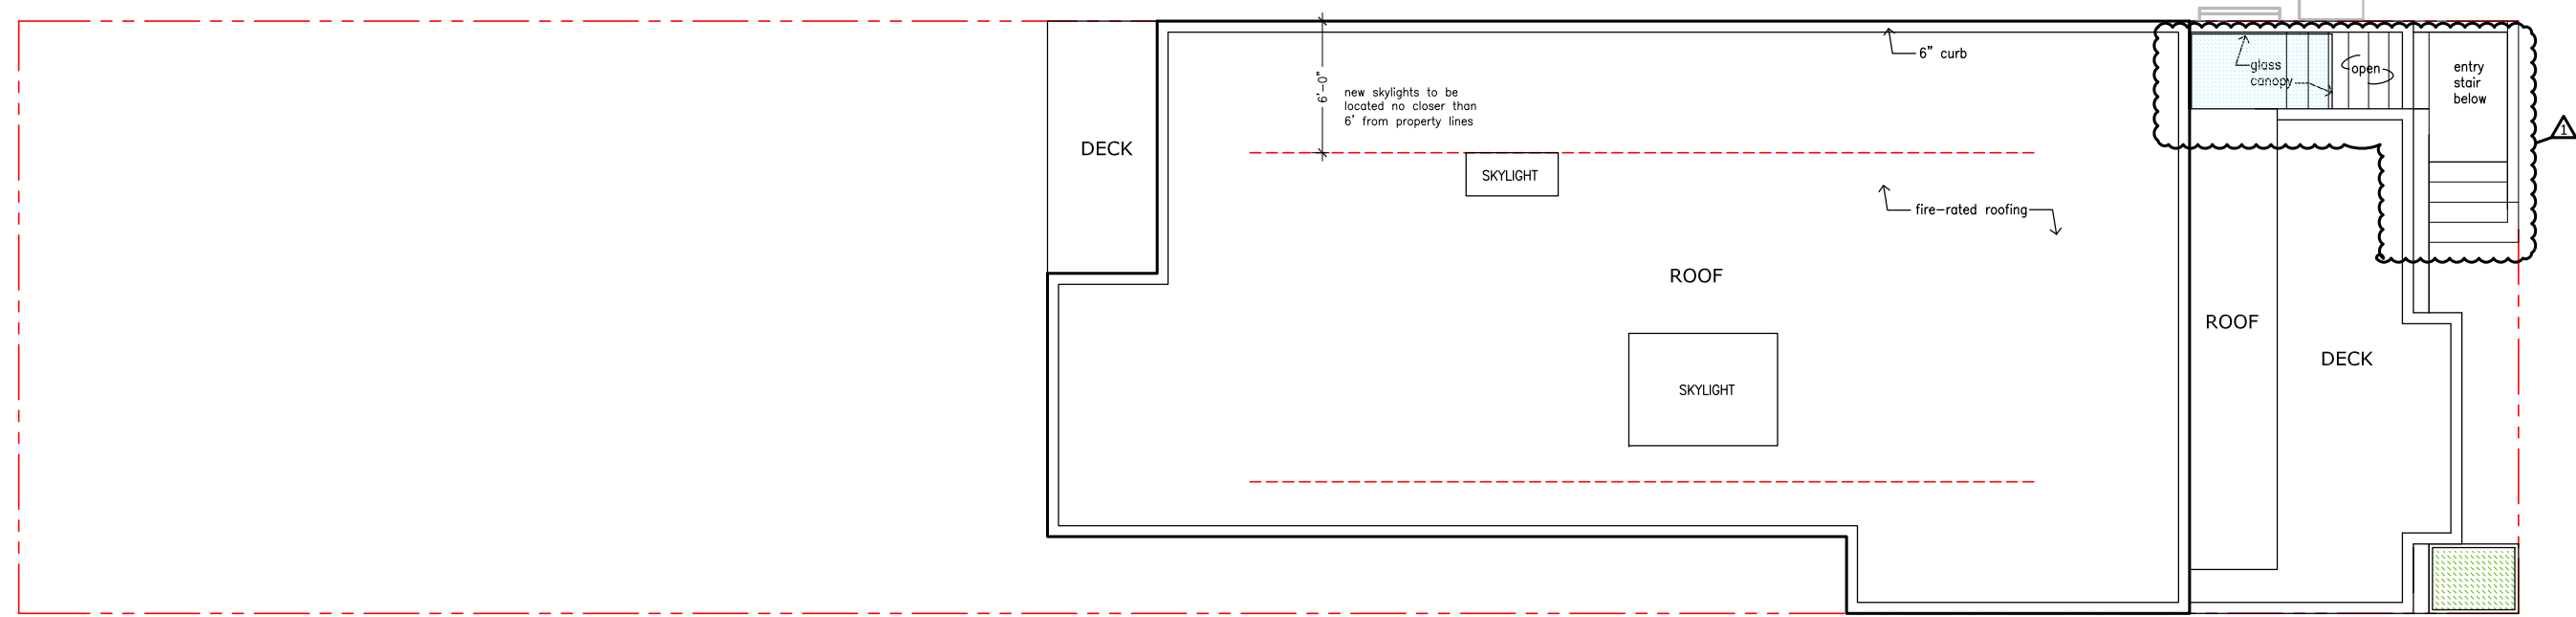 6" curb
6'-0"
new skylights to be
located no closer than
6' from property lines
glass
canopy
open
entry
stair
below
1
DECK
SKYLIGHT
fire-rated roofing
ROOF
ROOF
DECK
SKYLIGHT